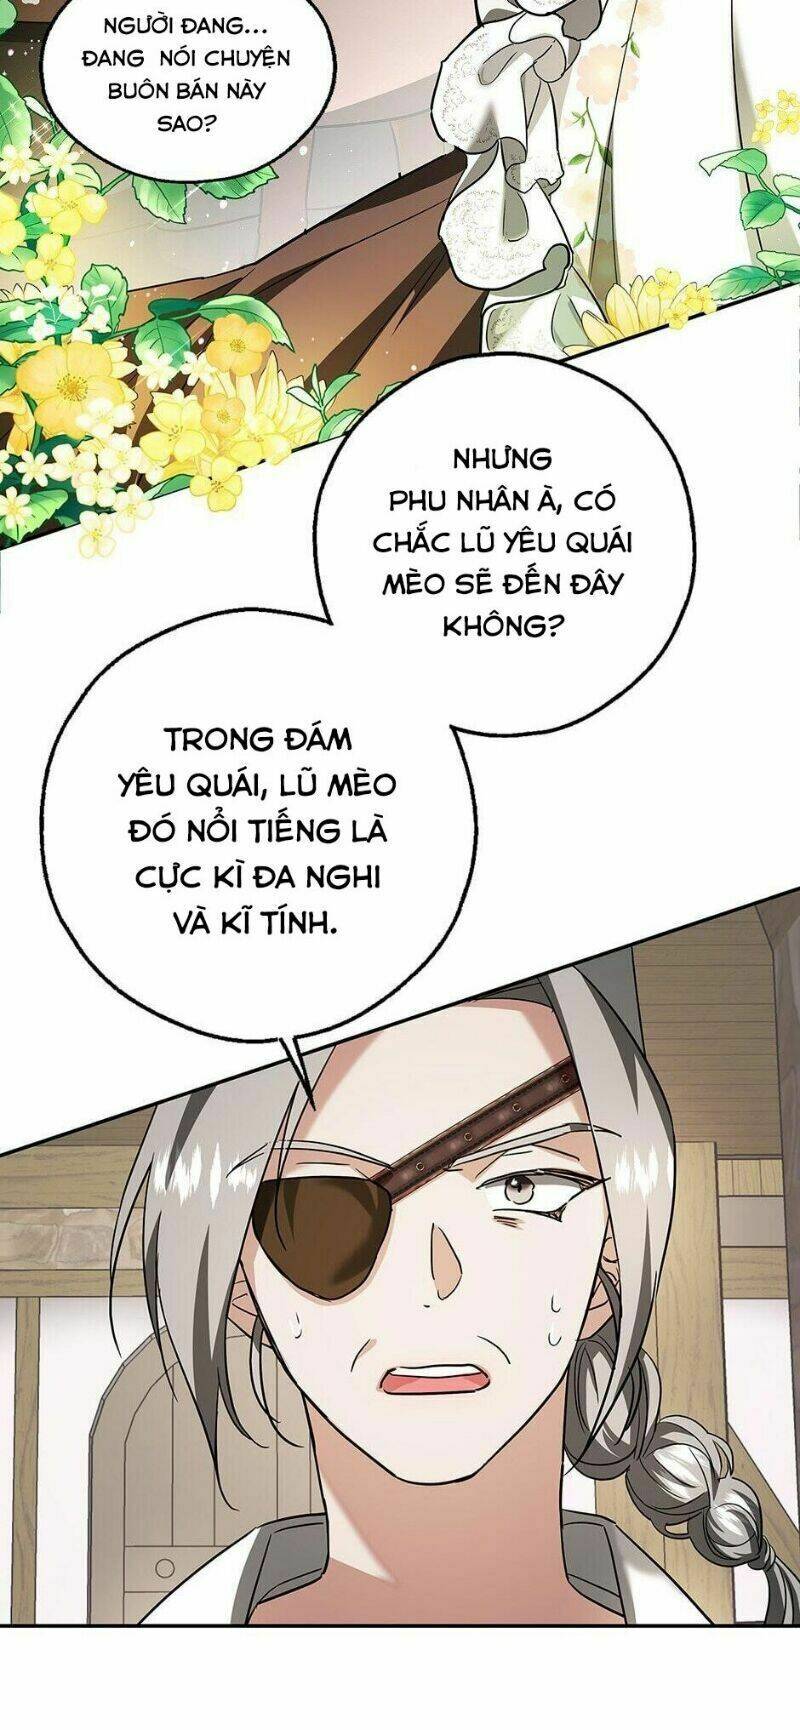 NGƯỜI ĐANG...
ĐANG NÓI CHUYỆN
BUÔN BÁN NÀY
SAO?
NHƯNG
PHU NHÂN À, CÓ
CHẮC LŨ YÊU QUÁI
MÈO SẼ ĐẾN ĐÂY
KHÔNG?
TRONG ĐÁM
YÊU QUÁI, LŨ MÈO
ĐÓ NỔI TIẾNG LÀ
CỰC KÌ ĐA NGHI
VÀ KĨ TÍNH.